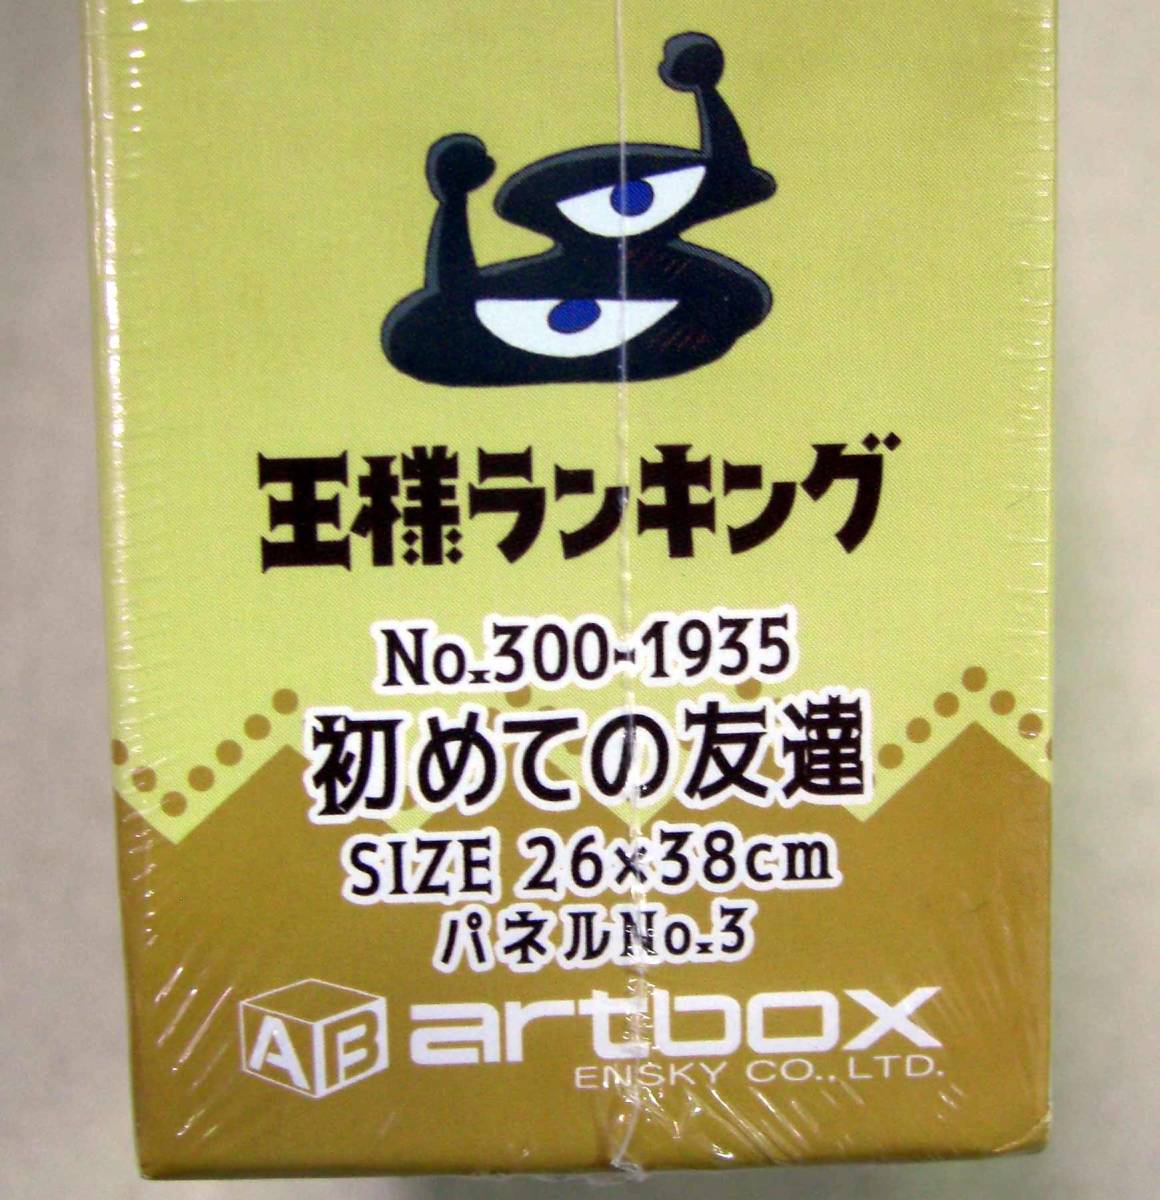 王様ランキング
No.300-1935
初めての友達
SIZE 26×38cm
パネルNo.3
AB artbox
ENSKY CO., LTD.